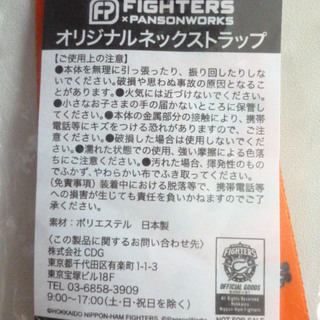 FIGHTERS
×PANSONWORKS
オリジナルネックストラップ
【ご使用上の注意】
●本体を無理に引っ張ったり、振り回したりしな
いでください。破損や思わぬ事故の原因となるこ
とがあります。●火気には近づけないでください。
●小さなお子さまの手の届かないところに保管し
てください。●本体の金属部分の接触により、携帯
電話等にキズをつける恐れがありますので、ご注
意ください。●破損した場合は使用しないでくだ
さい。●濡れた状態での使用、強い摩擦による色落
ちにご注意ください。●汚れた場合、揮発性のもの
でふかず、やわらかい布でふき取ってください。
(免責事項)装着中における脱落等で、携帯電話等
への損害が生じても責任を負いかねますのでご了
承ください。
素材:ポリエステル 日本製
〈この製品に関するお問い合わせ先〉
株式会社 CDG
東京都千代田区有楽町1-1-3
東京宝塚ビル18F
TEL 03-6858-3909
9:00〜17:00(土日·祝日を除く)
FIGHTERS
OFFICIAL GOODS
All Rights Reserved
Hokkaido
Nippon Ham Fighters
©HOKKAIDO NIPPON-HAM FIGHTERS ©PansonWorks
NOT FOR SALE